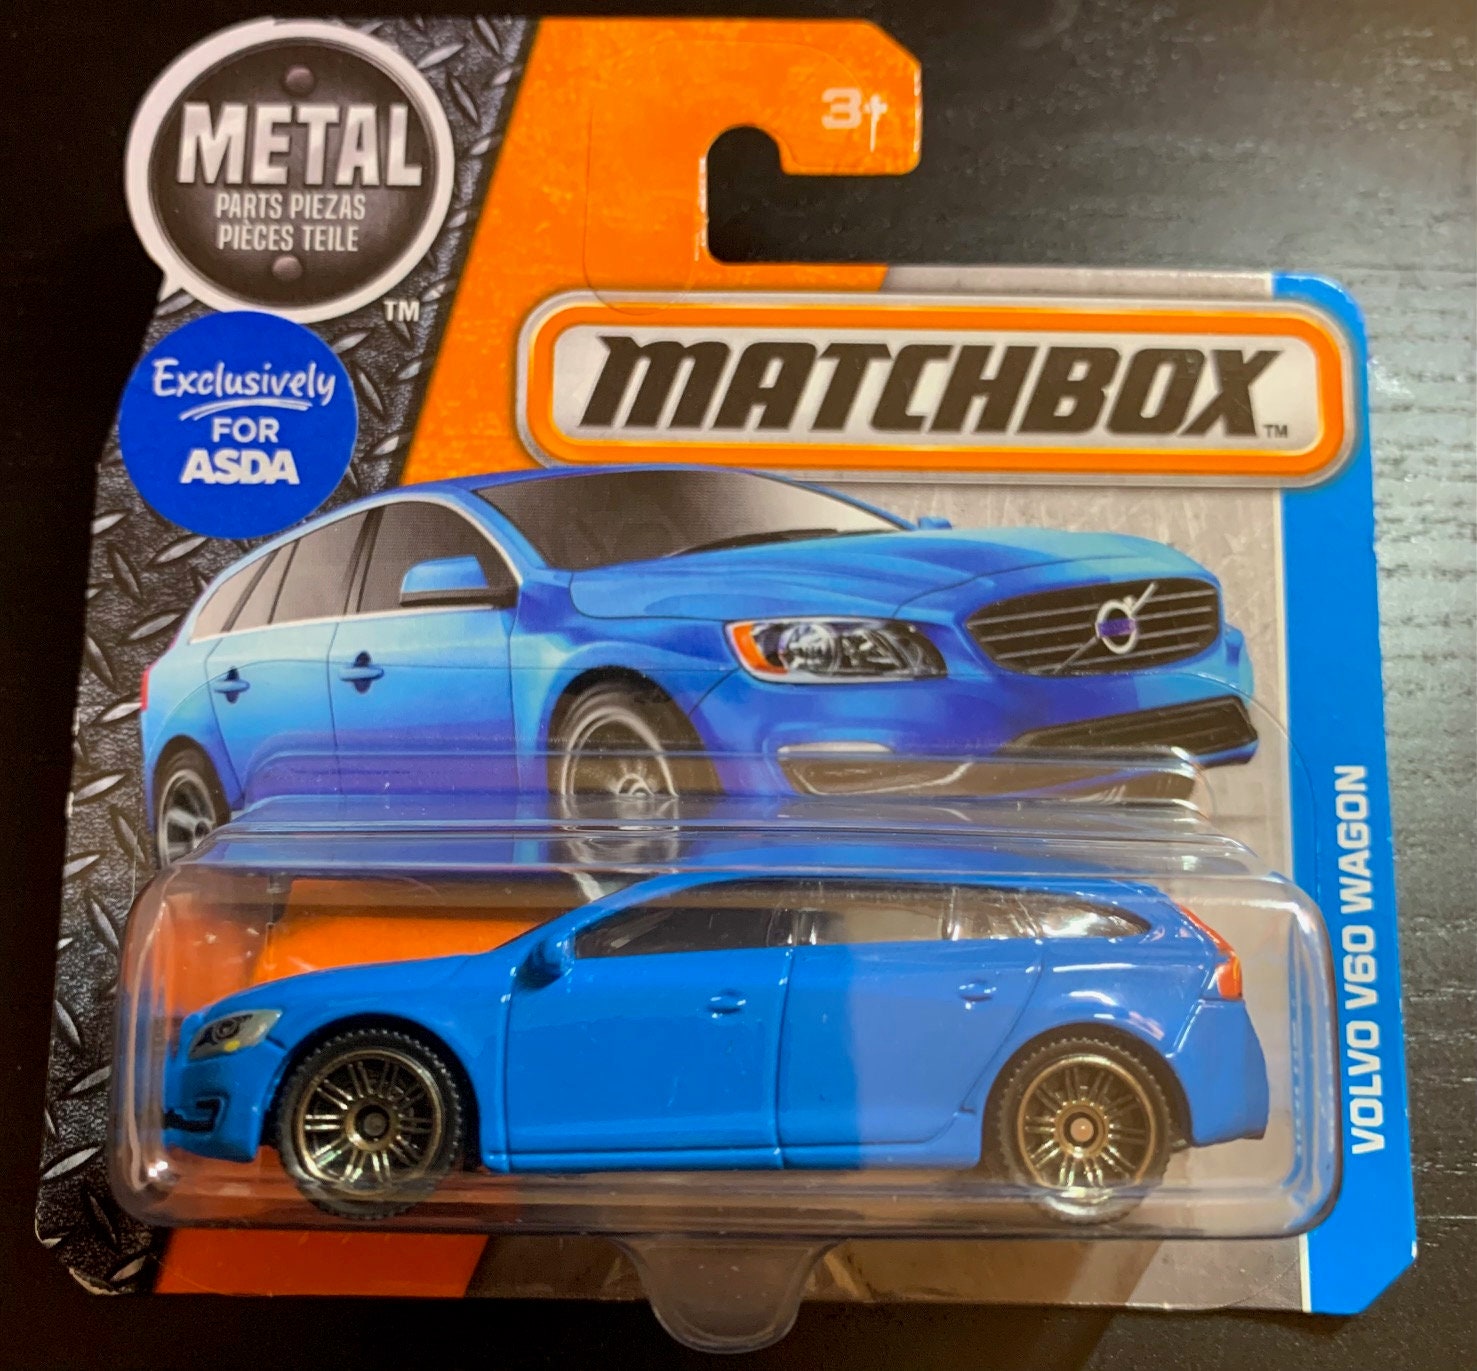 METAL
PARTS PIEZAS
PIÈCES TEILE
TM
3+
Exclusively
FOR
ASDA
MATCHBOX
TM
VOLVO V60 WAGON